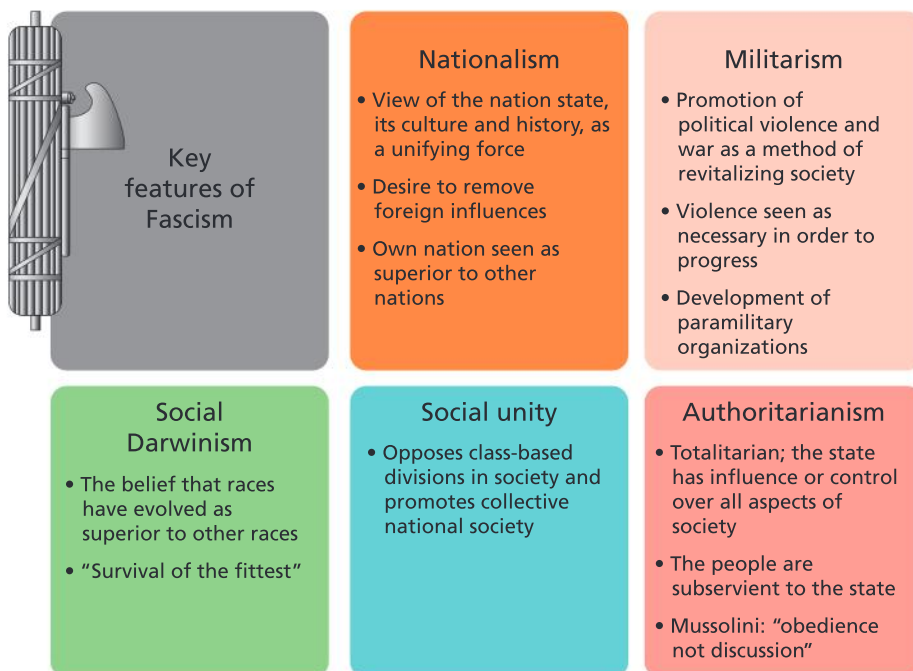 Key
features of
Fascism
Nationalism
• View of the nation state,
its culture and history, as
a unifying force
• Desire to remove
foreign influences
• Own nation seen as
superior to other
nations
Militarism
• Promotion of
political violence and
war as a method of
revitalizing society
• Violence seen as
necessary in order to
progress
• Development of
paramilitary
organizations
Social
Darwinism
• The belief that races
have evolved as
superior to other races
• “Survival of the fittest”
Social unity
• Opposes class-based
divisions in society and
promotes collective
national society
Authoritarianism
• Totalitarian; the state
has influence or control
over all aspects of
society
• The people are
subservient to the state
• Mussolini: “obedience
not discussion”